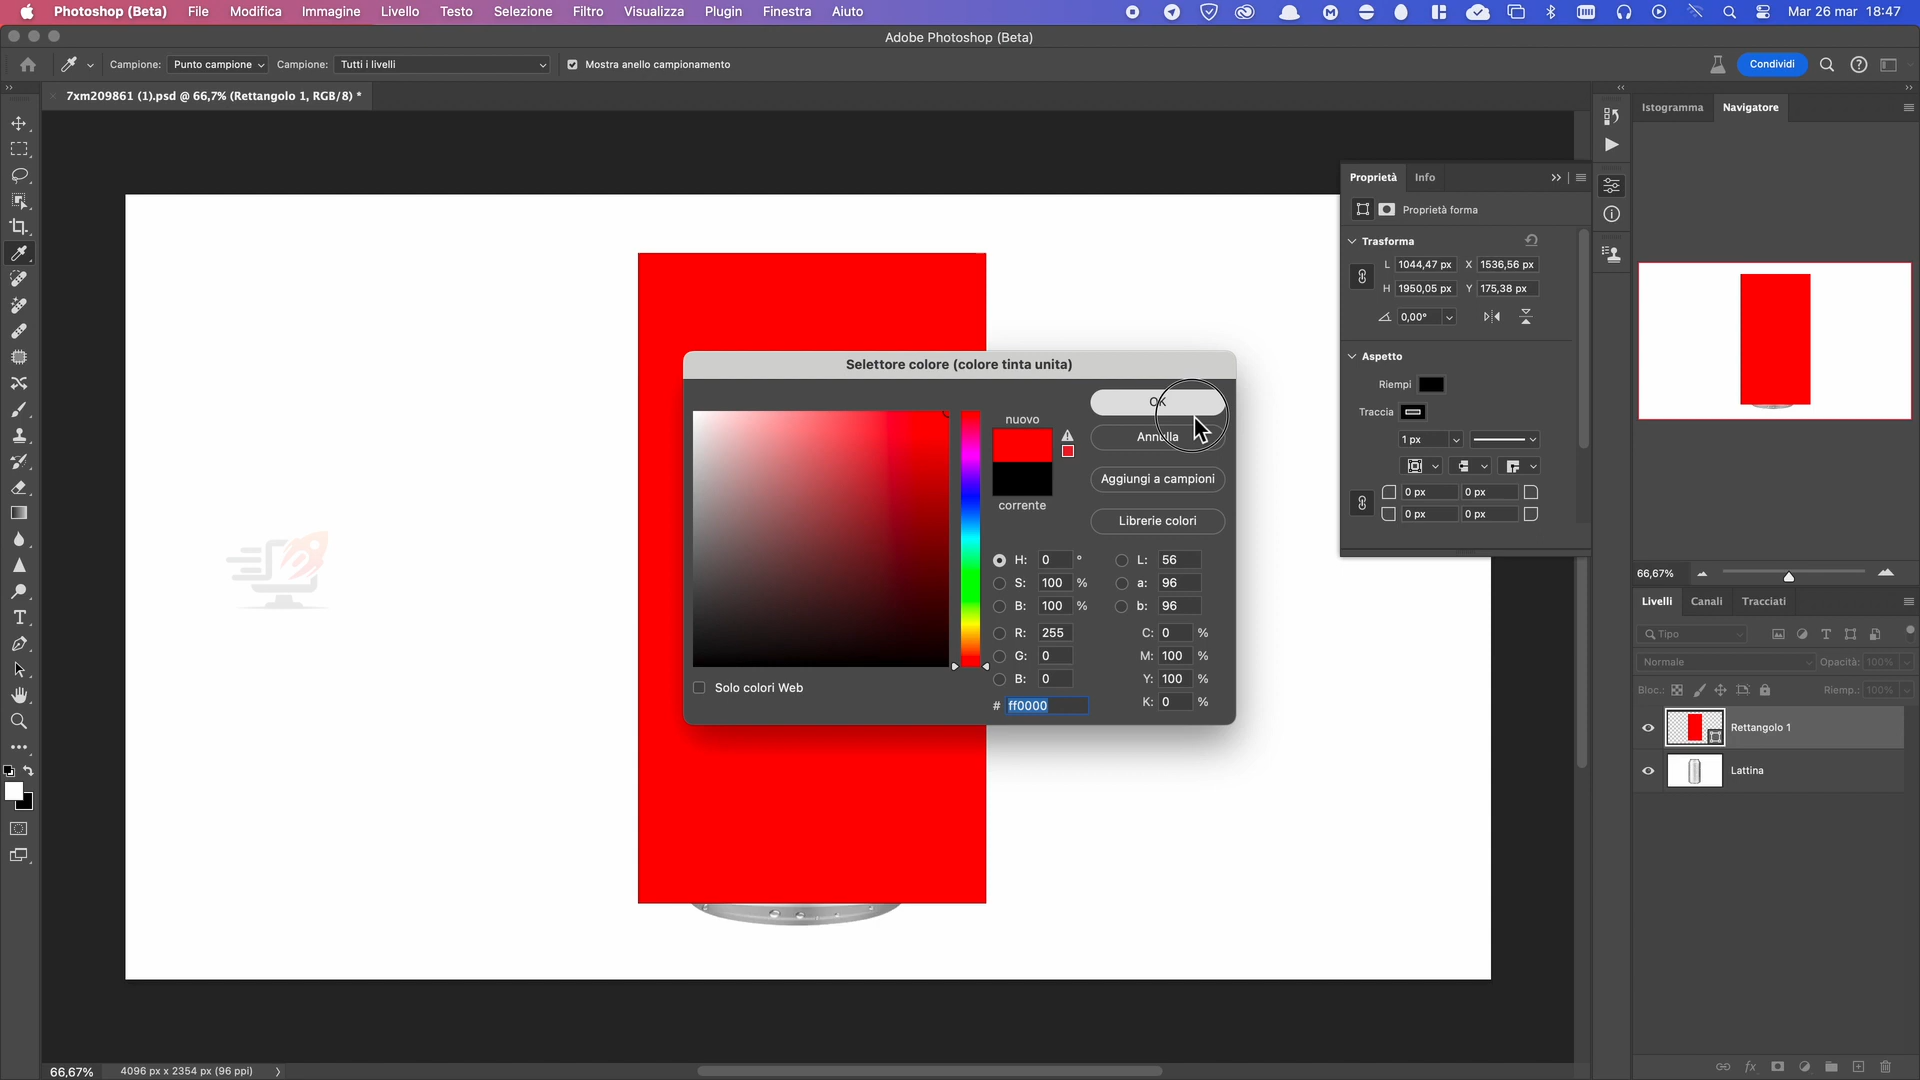 Photoshop (Beta) File Modifica Immagine Livello Testo Selezione Filtro Visualizza Plugin Finestra Aiuto Mar 26 mar 18:47
Adobe Photoshop (Beta)
Campione: Punto campione Campione: Tutti i livelli Mostra anello campionamento Condividi
7xm209861 (1).psd @ 66,7% (Rettangolo 1, RGB/8) *
Istogramma Navigatore
Proprietà Info
Proprietà forma
Trasforma
L 1044,47 px X 1536,56 px
H 1950,05 px Y 175,38 px
0,00°
Aspetto
Riempi
Traccia
1 px
0 px 0 px
0 px 0 px
Selettore colore (colore tinta unita)
nuovo
corrente
OK
Annulla
Aggiungi a campioni
Librerie colori
H: 0 ° L: 56
S: 100 % a: 96
B: 100 % b: 96
R: 255 C: 0 %
G: 0 M: 100 %
B: 0 Y: 100 %
# ff0000 K: 0 %
Solo colori Web
66,67%
Livelli Canali Tracciati
Tipo
Normale Opacità: 100%
Bloc.: Riemp.: 100%
Rettangolo 1
Lattina
66,67% 4096 px x 2354 px (96 ppi)